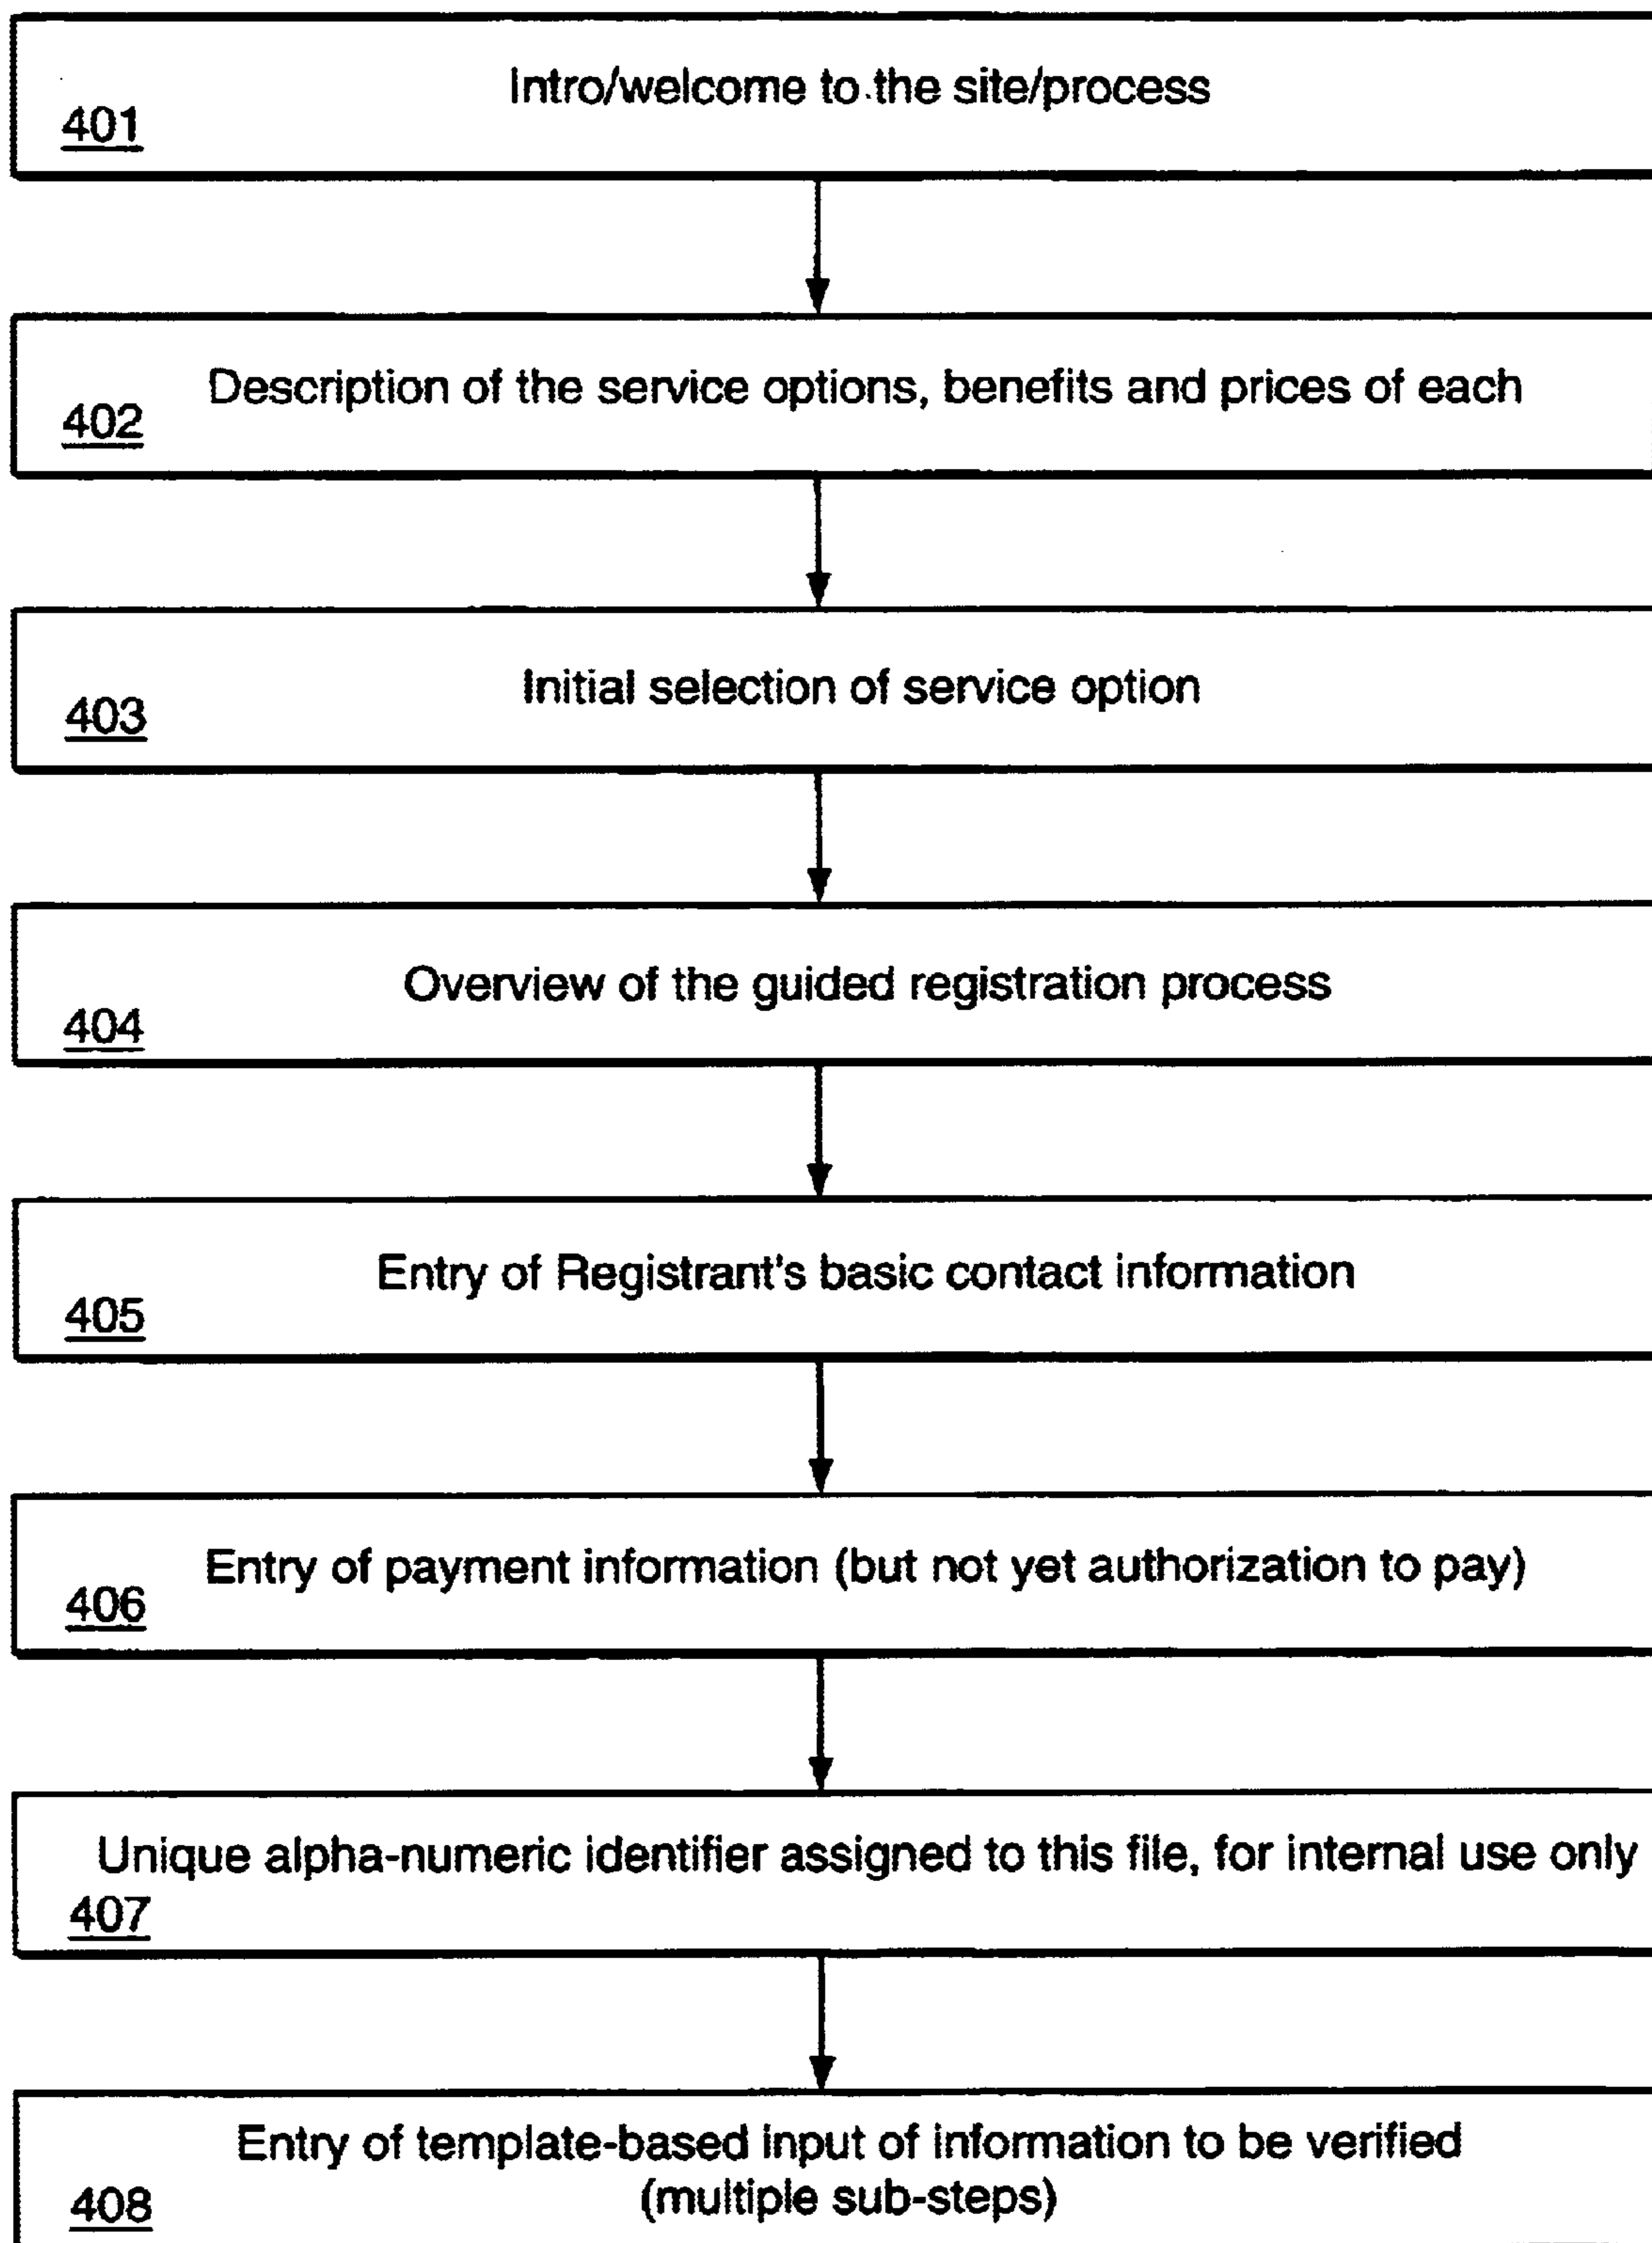 Intro/welcome to the site/process
401
Description of the service options, benefits and prices of each
402
Initial selection of service option
403
Overview of the guided registration process
404
Entry of Registrant's basic contact information
405
Entry of payment information (but not yet authorization to pay)
406
Unique alpha-numeric identifier assigned to this file, for internal use only
407
Entry of template-based input of information to be verified
(multiple sub-steps)
408